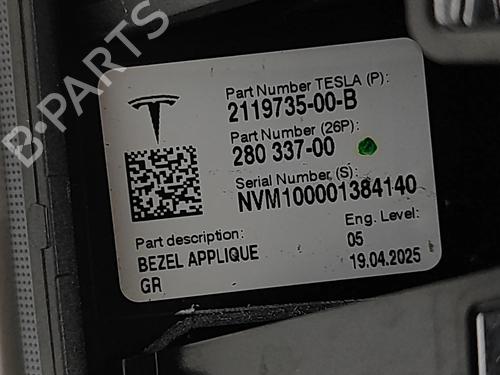 B-PARTS
Part Number TESLA (P):
2119735-00-B
Part Number (26P):
280 337-00
Serial Number (S):
NVM100001384140
Part description:
BEZEL APPLIQUE
GR
Eng. Level:
05
19.04.2025